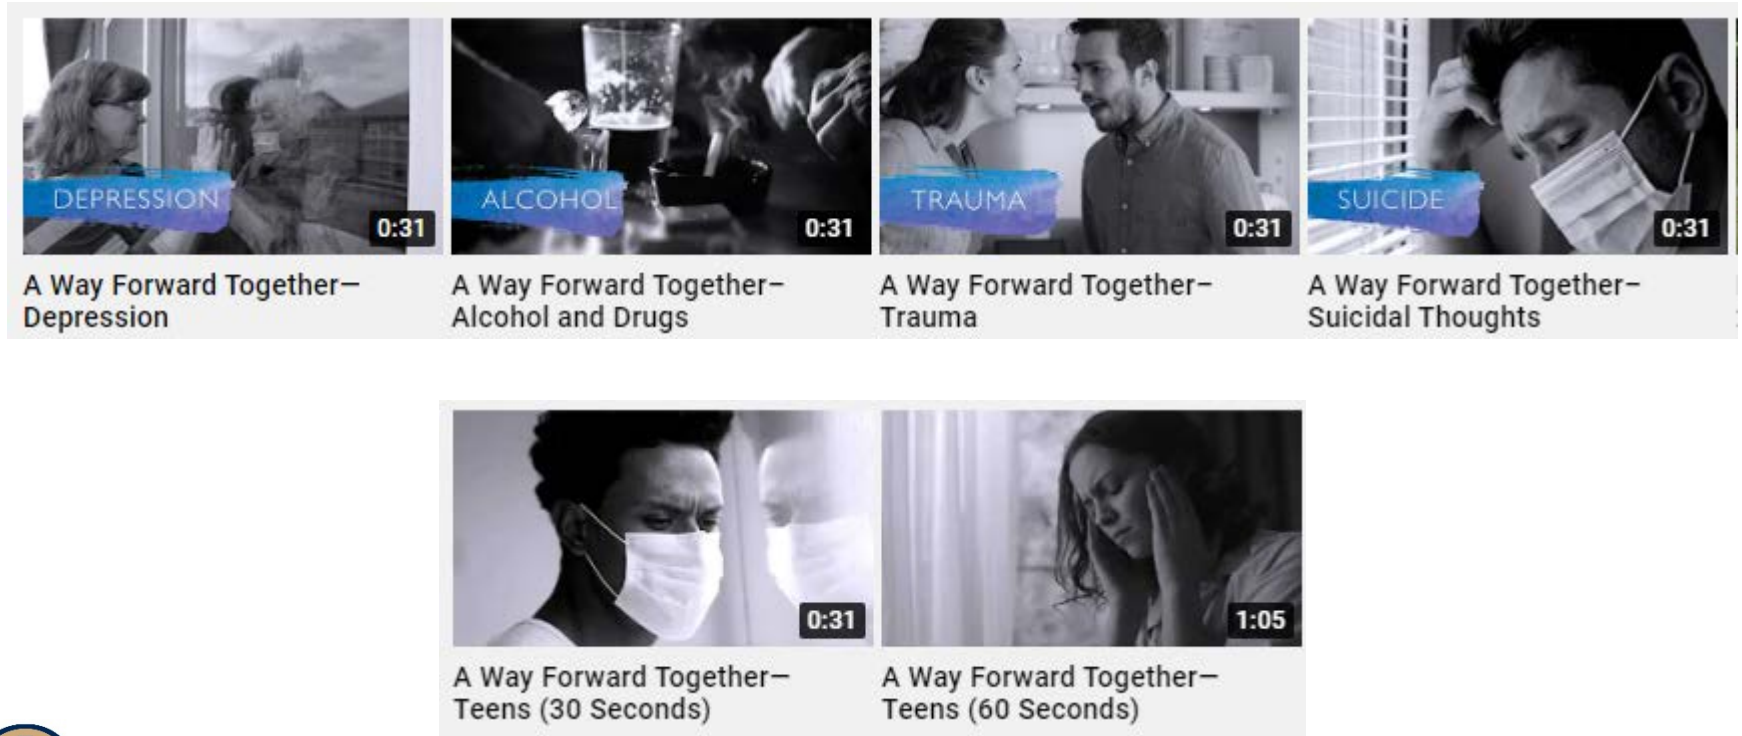 DEPRESSION
0:31
ALCOHOL
0:31
TRAUMA
0:31
SUICIDE
0:31
A Way Forward Together—
Depression
A Way Forward Together–
Alcohol and Drugs
A Way Forward Together–
Trauma
A Way Forward Together–
Suicidal Thoughts
0:31
1:05
A Way Forward Together—
Teens (30 Seconds)
A Way Forward Together—
Teens (60 Seconds)